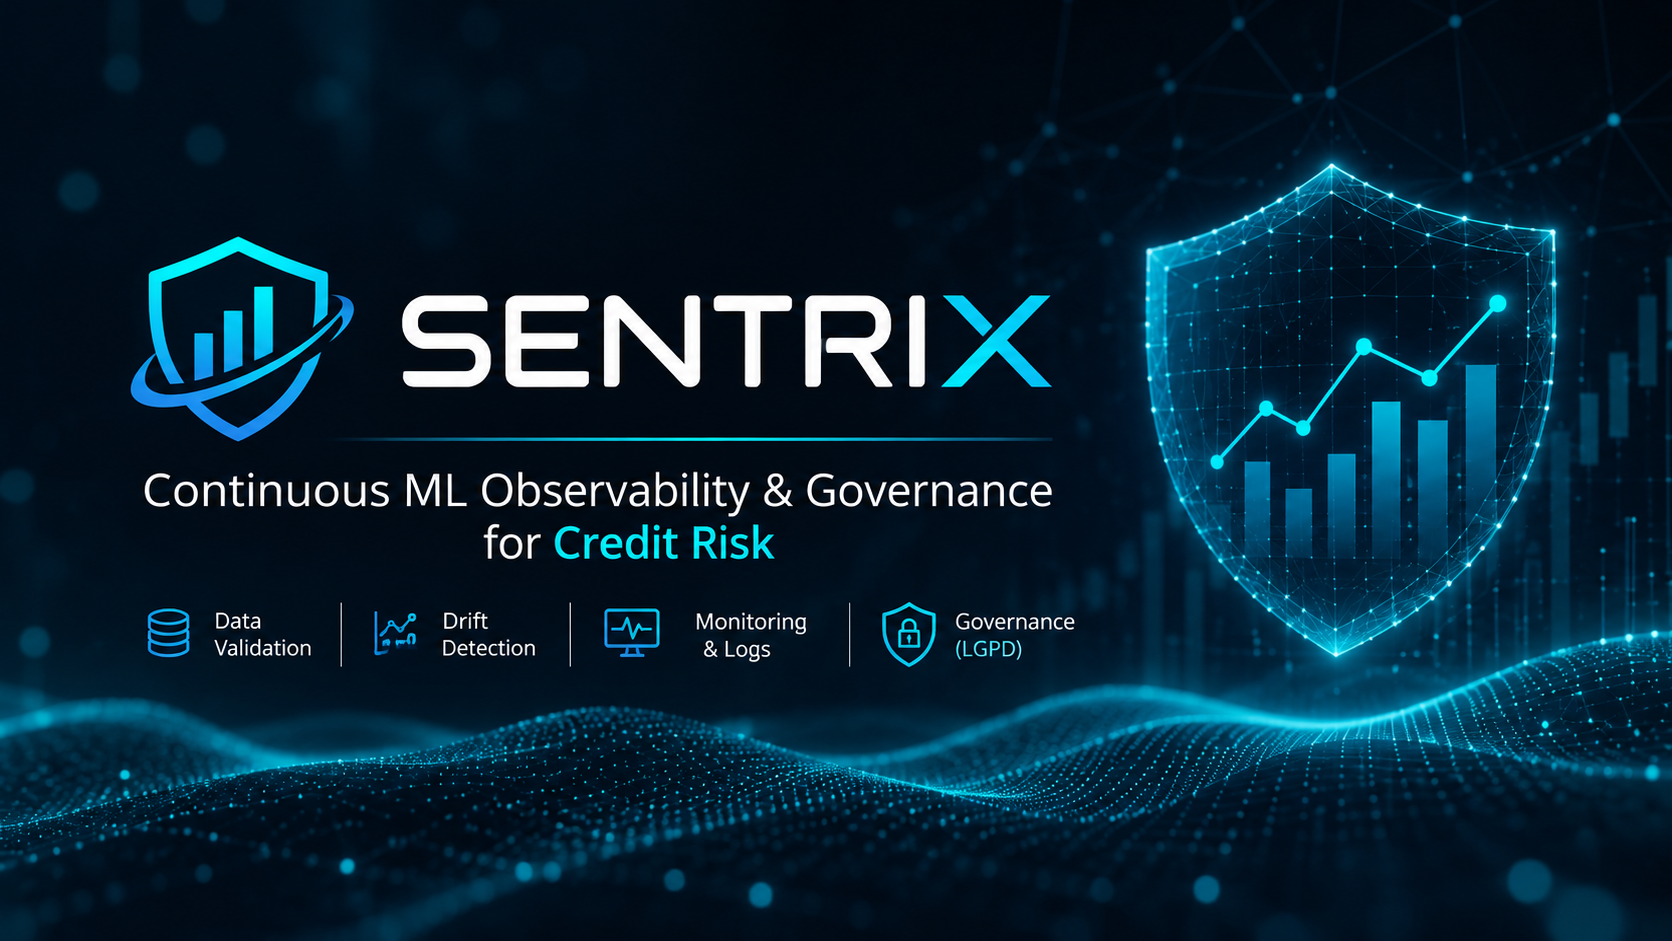 SENTRIX
Continuous ML Observability & Governance
for Credit Risk
Data
Validation
Drift
Detection
Monitoring
& Logs
Governance
(LGPD)